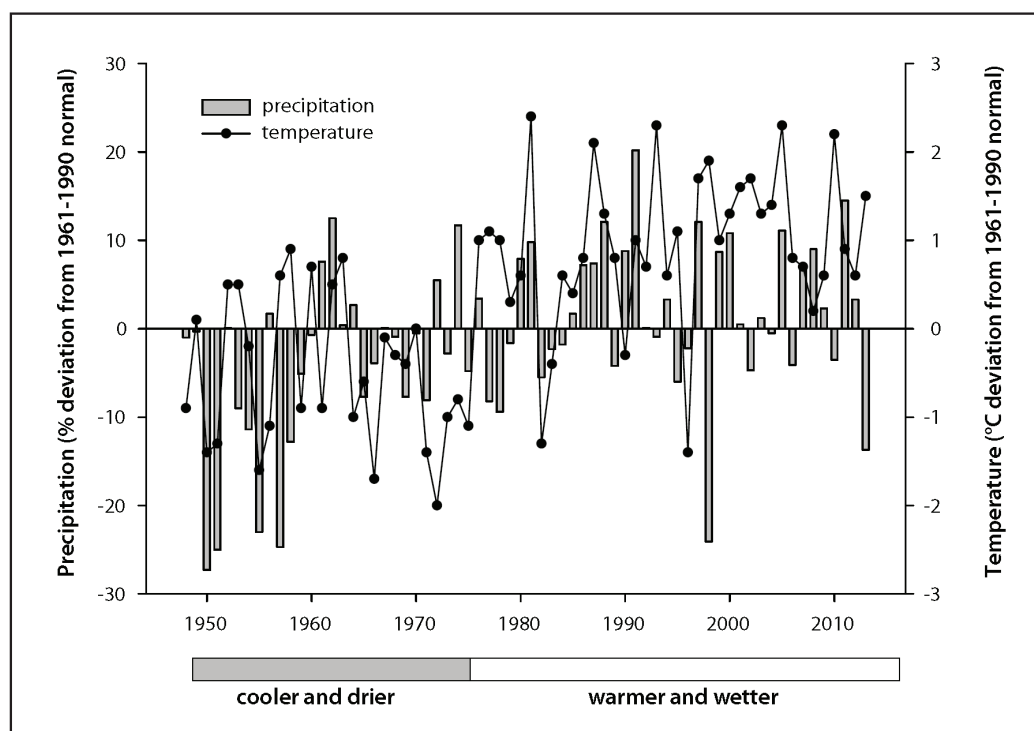 Precipitation (% deviation from 1961-1990 normal)
30
20
10
0
-10
-20
-30
precipitation
temperature
3
2
1
0
-1
-2
-3
Temperature (°C deviation from 1961-1990 normal)
1950 1960 1970 1980 1990 2000 2010
cooler and drier warmer and wetter